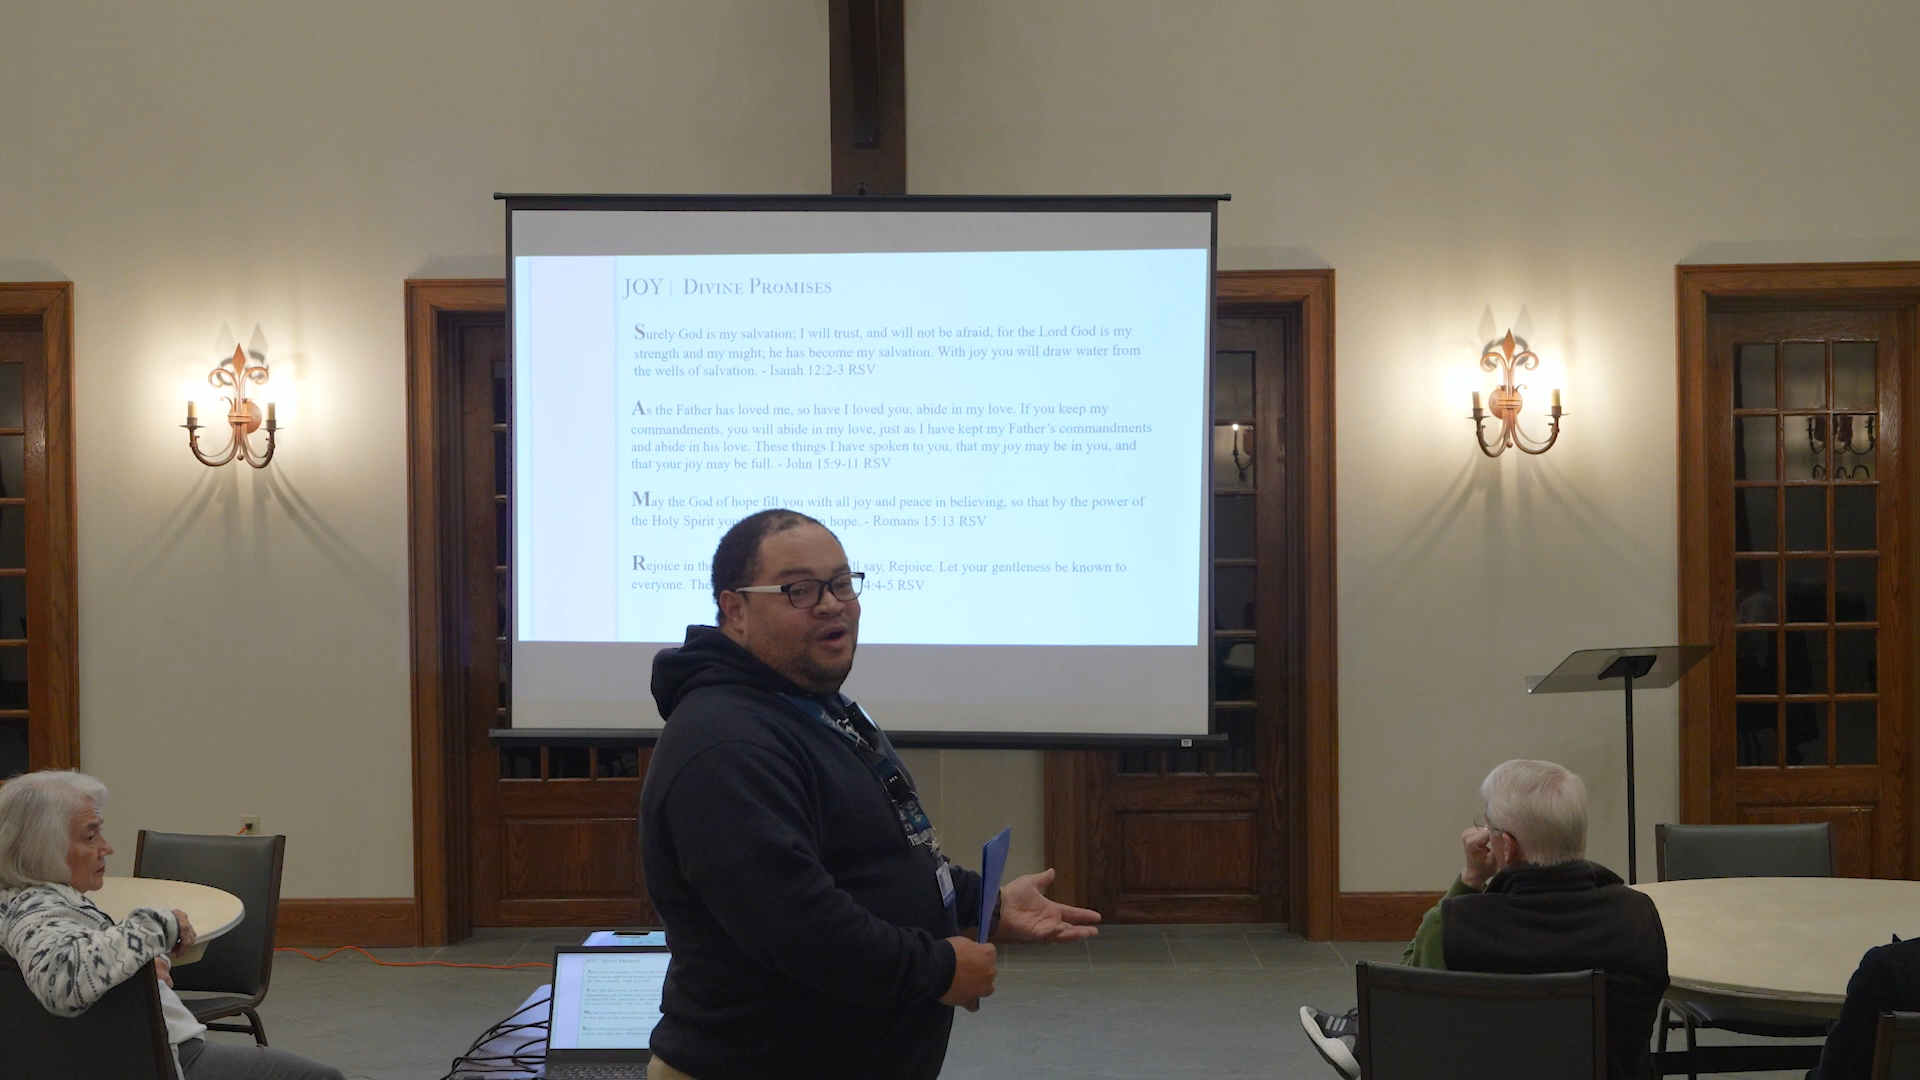 JOY | DIVINE PROMISES
Surely God is my salvation; I will trust, and will not be afraid, for the Lord God is my
strength and my might; he has become my salvation. With joy you will draw water from
the wells of salvation. - Isaiah 12:2-3 RSV
As the Father has loved me, so have I loved you; abide in my love. If you keep my
commandments, you will abide in my love, just as I have kept my Father's commandments
and abide in his love. These things I have spoken to you, that my joy may be in you, and
that your joy may be full. - John 15:9-11 RSV
May the God of hope fill you with all joy and peace in believing, so that by the power of
the Holy Spirit you hope. - Romans 15:13 RSV
Rejoice in the say, Rejoice. Let your gentleness be known to
everyone. The 4:4-5 RSV
JOY | DIVINE PROMISES